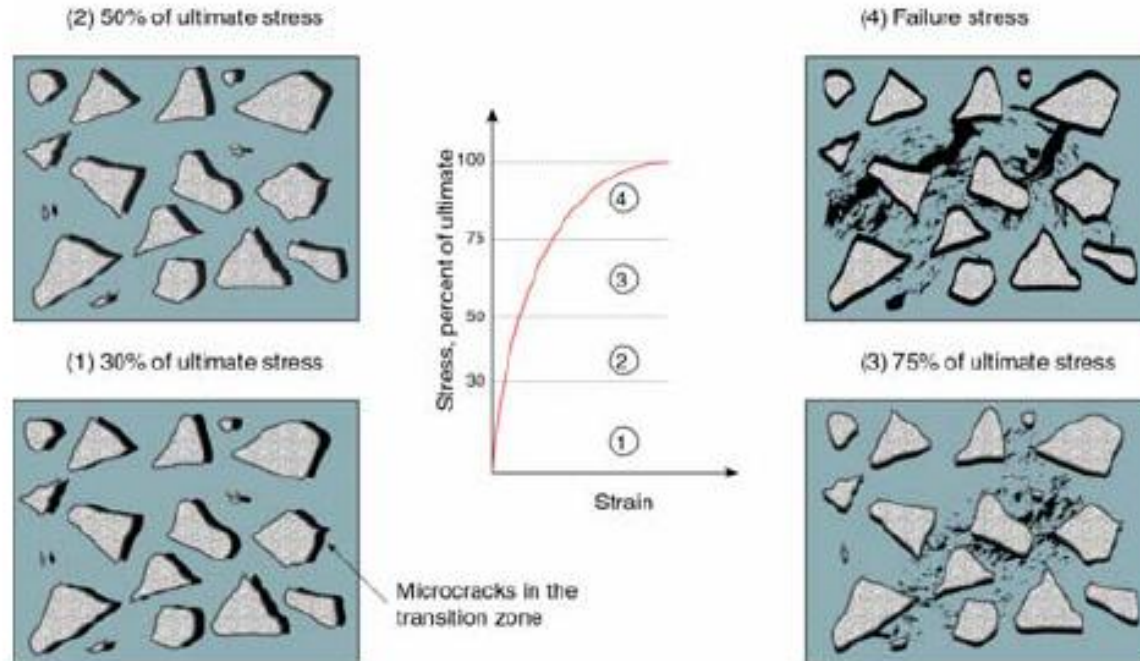 (2) 50% of ultimate stress
(4) Failure stress
Stress, percent of ultimate
100
4
75
3
50
2
30
1
Strain
(1) 30% of ultimate stress
(3) 75% of ultimate stress
Microcracks in the
transition zone